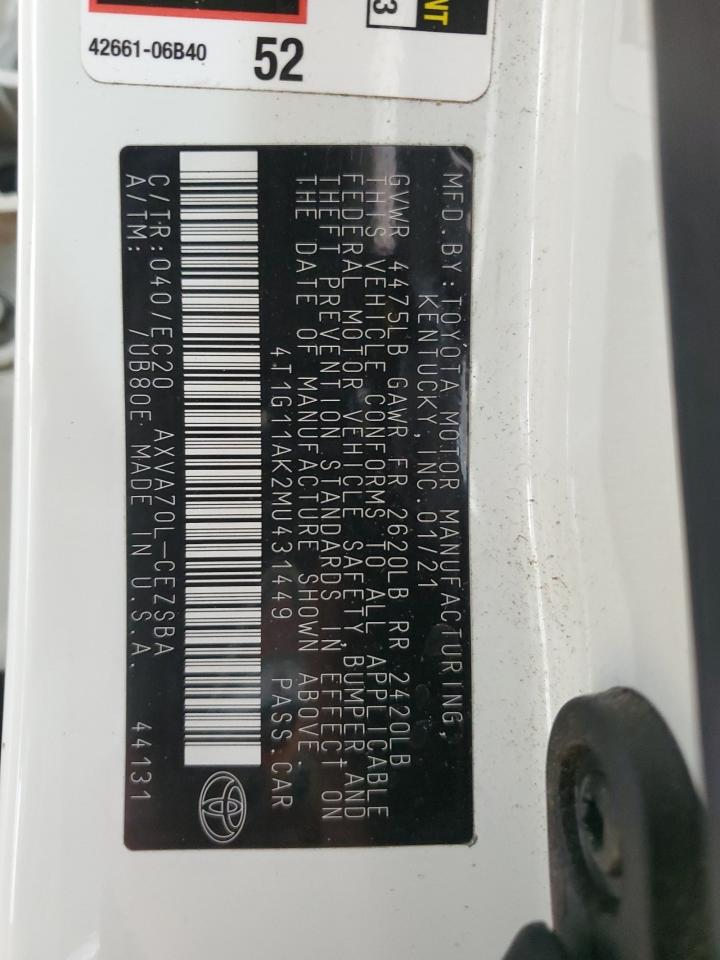 NT
3
42661-06B40 52
MFD. BY: TOYOTA MOTOR MANUFACTURING,
KENTUCKY, INC. 01/21
GVWR 4475LB GAWR FR 2620LB RR 2420LB
THIS VEHICLE CONFORMS TO ALL APPLICABLE
FEDERAL MOTOR VEHICLE SAFETY, BUMPER, AND
THEFT PREVENTION STANDARDS IN EFFECT ON
THE DATE OF MANUFACTURE SHOWN ABOVE.
4T1G11AK2MU431449 PASS. CAR
C/TR: 040/EC20 AXVA70L-CEZSBA
A/TM: /UB80E MADE IN U.S.A. 44131